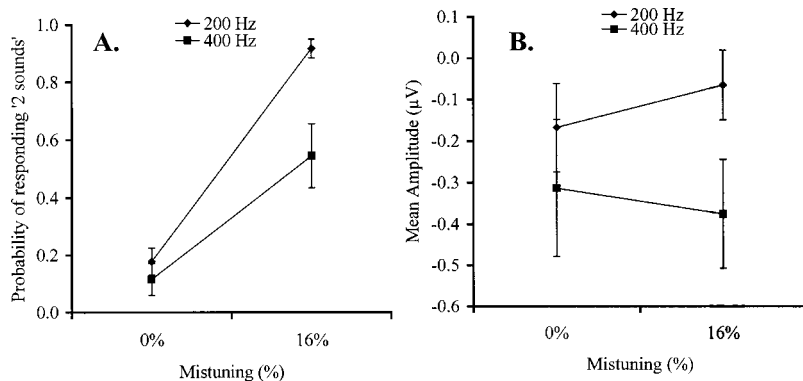 A.
200 Hz
400 Hz
Probability of responding '2 sounds'
1.0
0.8
0.6
0.4
0.2
0.0
0%
16%
Mistuning (%)
B.
200 Hz
400 Hz
Mean Amplitude (µV)
0.1
0.0
-0.1
-0.2
-0.3
-0.4
-0.5
-0.6
0%
16%
Mistuning (%)